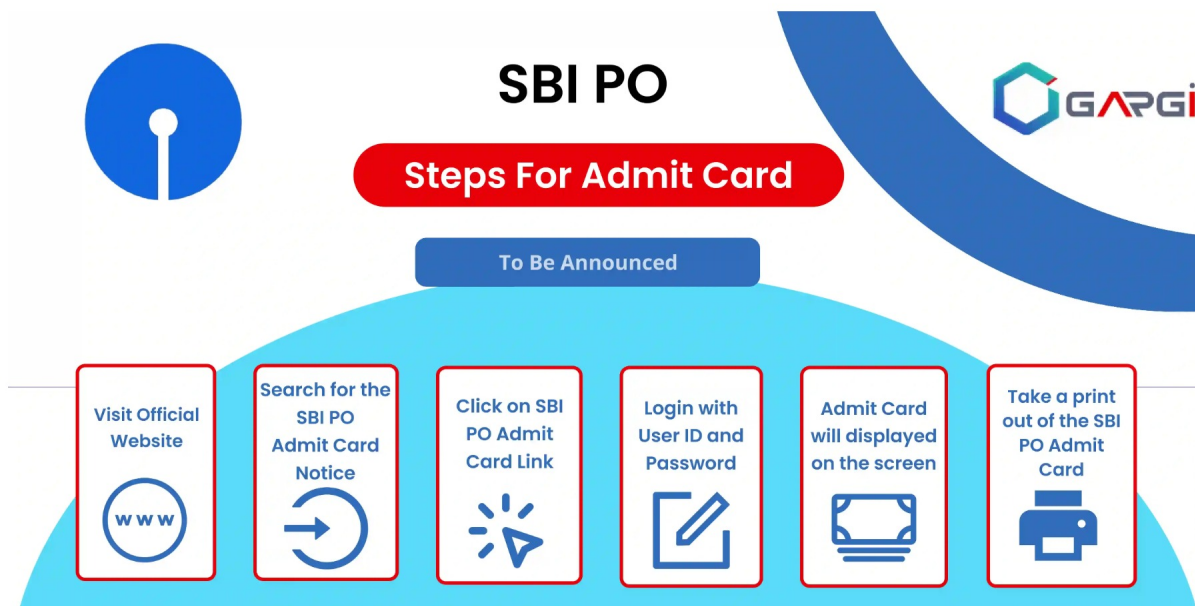 SBI PO
GARGI
Steps For Admit Card
To Be Announced
Visit Official
Website
www
Search for the
SBI PO
Admit Card
Notice
Click on SBI
PO Admit
Card Link
Login with
User ID and
Password
Admit Card
will displayed
on the screen
Take a print
out of the SBI
PO Admit
Card